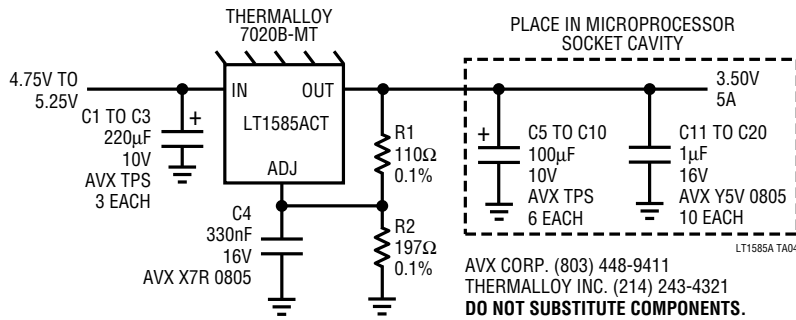 THERMALLOY
7020B-MT
PLACE IN MICROPROCESSOR
SOCKET CAVITY
4.75V TO
5.25V
IN
OUT
LT1585ACT
ADJ
3.50V
5A
C1 TO C3
220µF
10V
AVX TPS
3 EACH
+
R1
110Ω
0.1%
+
C5 TO C10
100µF
10V
AVX TPS
6 EACH
C11 TO C20
1µF
16V
AVX Y5V 0805
10 EACH
C4
330nF
16V
AVX X7R 0805
R2
197Ω
0.1%
LT1585A TA04
AVX CORP. (803) 448-9411
THERMALLOY INC. (214) 243-4321
DO NOT SUBSTITUTE COMPONENTS.